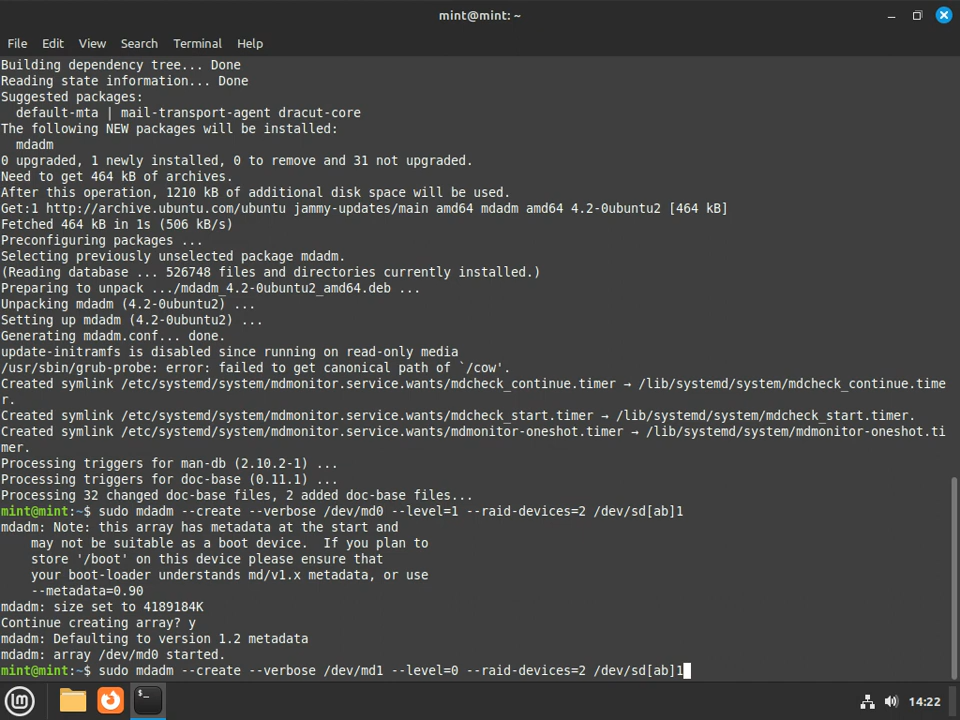 mint@mint: ~
File Edit View Search Terminal Help
Building dependency tree... Done
Reading state information... Done
Suggested packages:
  default-mta | mail-transport-agent dracut-core
The following NEW packages will be installed:
  mdadm
0 upgraded, 1 newly installed, 0 to remove and 31 not upgraded.
Need to get 464 kB of archives.
After this operation, 1210 kB of additional disk space will be used.
Get:1 http://archive.ubuntu.com/ubuntu jammy-updates/main amd64 mdadm amd64 4.2-0ubuntu2 [464 kB]
Fetched 464 kB in 1s (506 kB/s)
Preconfiguring packages ...
Selecting previously unselected package mdadm.
(Reading database ... 526748 files and directories currently installed.)
Preparing to unpack .../mdadm_4.2-0ubuntu2_amd64.deb ...
Unpacking mdadm (4.2-0ubuntu2) ...
Setting up mdadm (4.2-0ubuntu2) ...
Generating mdadm.conf... done.
update-initramfs is disabled since running on read-only media
/usr/sbin/grub-probe: error: failed to get canonical path of `/cow'.
Created symlink /etc/systemd/system/mdmonitor.service.wants/mdcheck_continue.timer → /lib/systemd/system/mdcheck_continue.time
r.
Created symlink /etc/systemd/system/mdmonitor.service.wants/mdcheck_start.timer → /lib/systemd/system/mdcheck_start.timer.
Created symlink /etc/systemd/system/mdmonitor.service.wants/mdmonitor-oneshot.timer → /lib/systemd/system/mdmonitor-oneshot.ti
mer.
Processing triggers for man-db (2.10.2-1) ...
Processing triggers for doc-base (0.11.1) ...
Processing 32 changed doc-base files, 2 added doc-base files...
mint@mint:~$ sudo mdadm --create --verbose /dev/md0 --level=1 --raid-devices=2 /dev/sd[ab]1
mdadm: Note: this array has metadata at the start and
    may not be suitable as a boot device.  If you plan to
    store '/boot' on this device please ensure that
    your boot-loader understands md/v1.x metadata, or use
    --metadata=0.90
mdadm: size set to 4189184K
Continue creating array? y
mdadm: Defaulting to version 1.2 metadata
mdadm: array /dev/md0 started.
mint@mint:~$ sudo mdadm --create --verbose /dev/md1 --level=0 --raid-devices=2 /dev/sd[ab]1
14:22